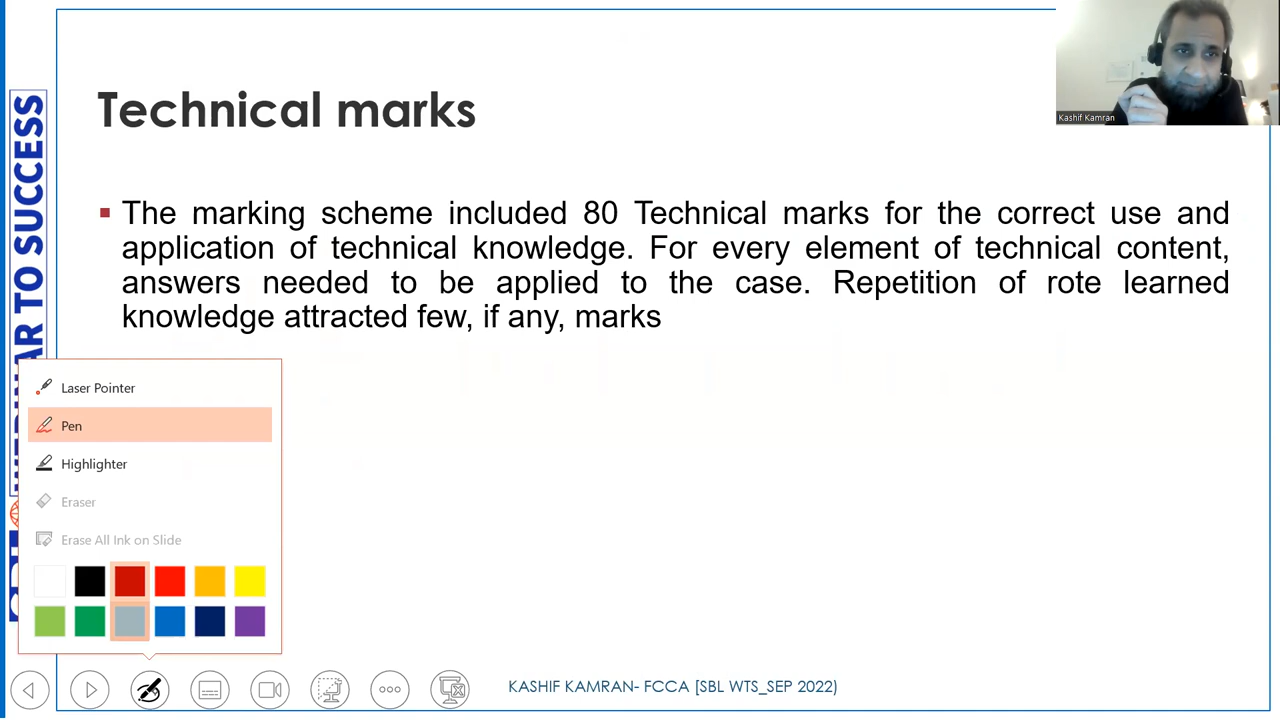 Technical marks
Kashif Kamran
The marking scheme included 80 Technical marks for the correct use and
application of technical knowledge. For every element of technical content,
answers needed to be applied to the case. Repetition of rote learned
knowledge attracted few, if any, marks
TO SUCCESS
Laser Pointer
Pen
Highlighter
Eraser
Erase All Ink on Slide
KASHIF KAMRAN- FCCA [SBL WTS_SEP 2022)